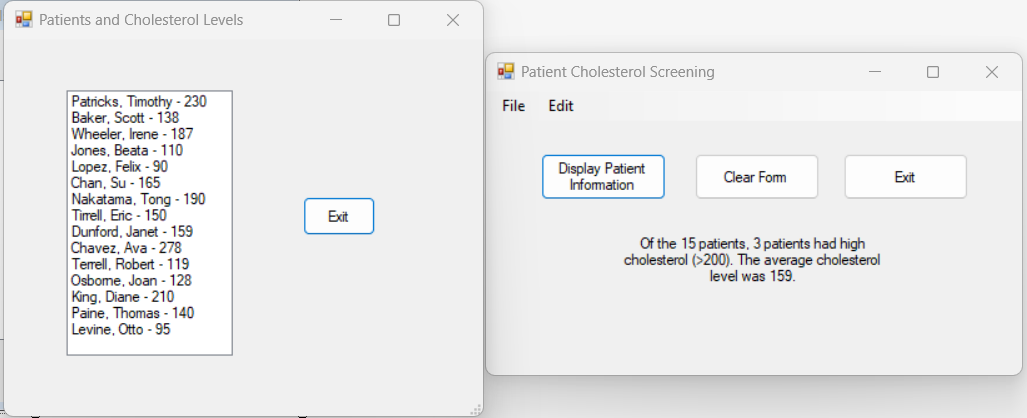 Patients and Cholesterol Levels
Patricks, Timothy - 230
Baker, Scott - 138
Wheeler, Irene - 187
Jones, Beata - 110
Lopez, Felix - 90
Chan, Su - 165
Nakatama, Tong - 190
Tirrell, Eric - 150
Dunford, Janet - 159
Chavez, Ava - 278
Terrell, Robert - 119
Osborne, Joan - 128
King, Diane - 210
Paine, Thomas - 140
Levine, Otto - 95
Exit
Patient Cholesterol Screening
File Edit
Display Patient
Information
Clear Form
Exit
Of the 15 patients, 3 patients had high
cholesterol (>200). The average cholesterol
level was 159.